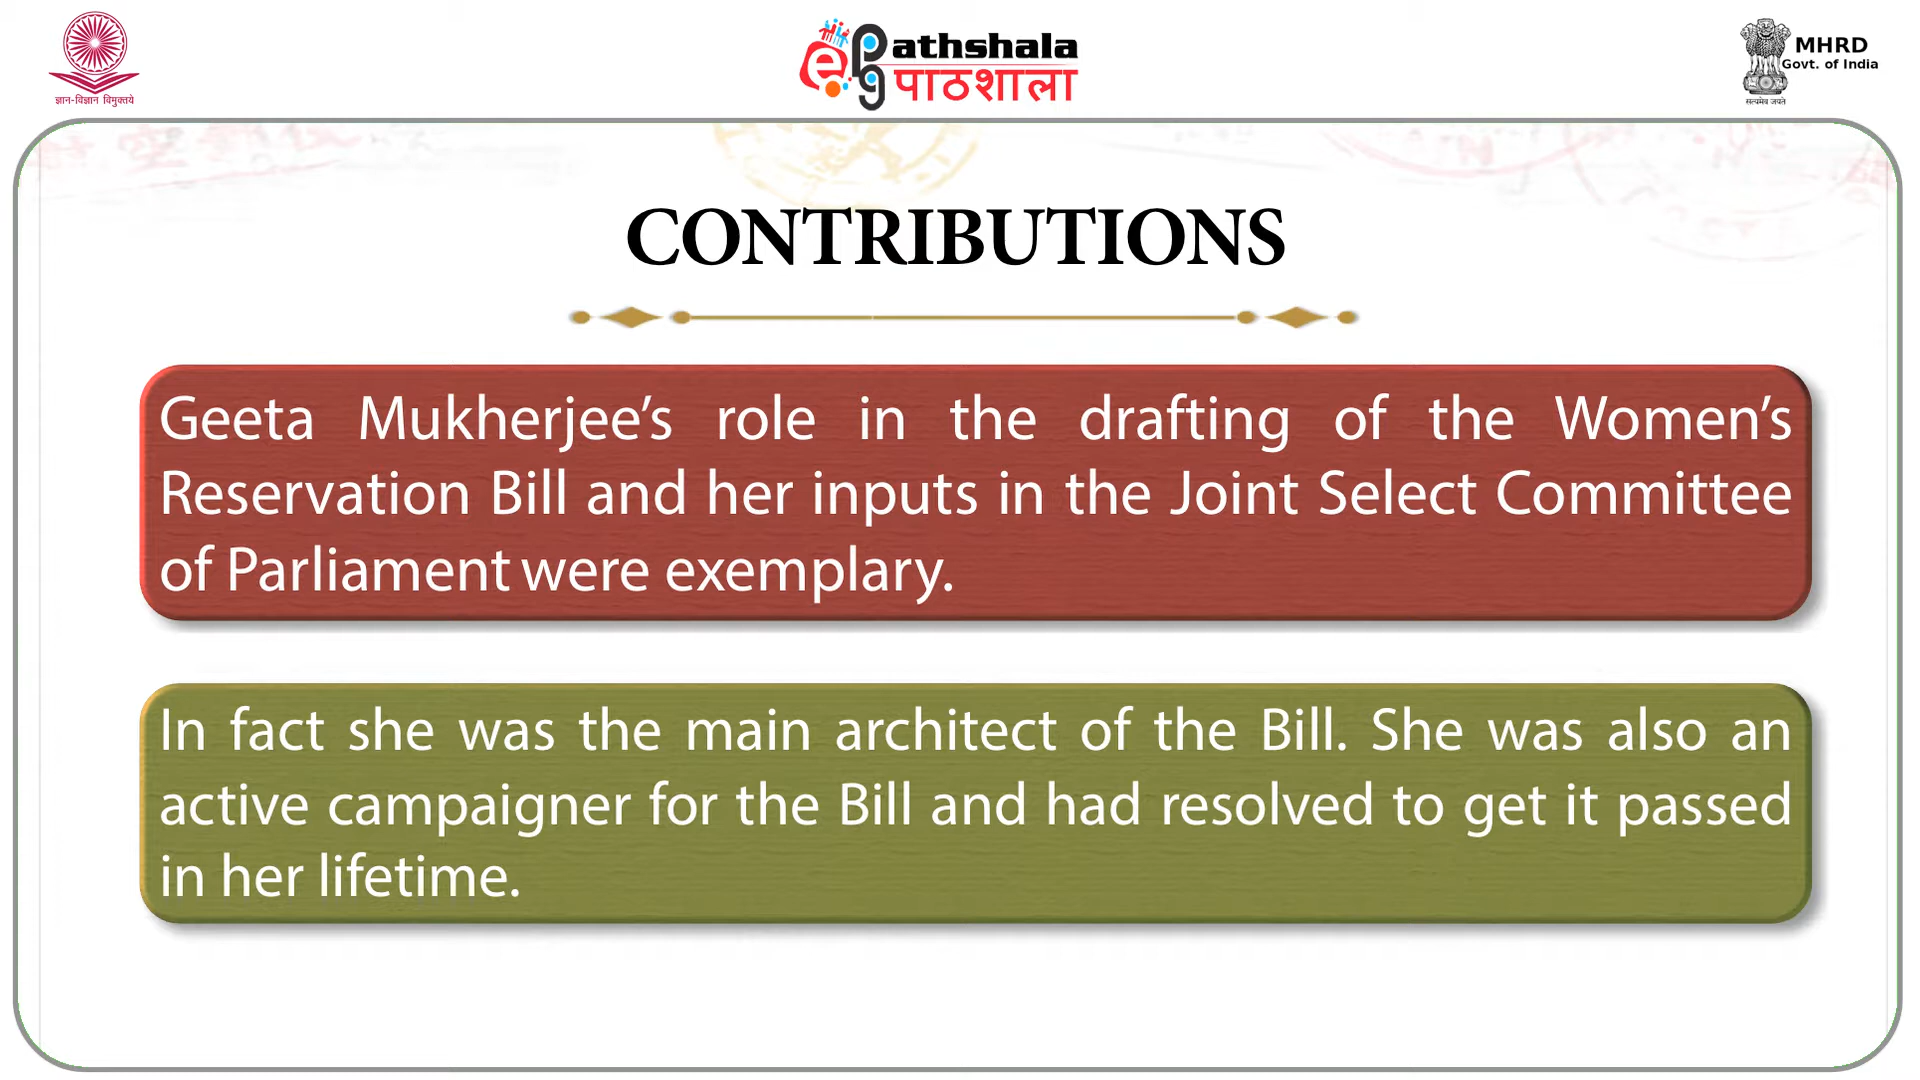 ज्ञान-विज्ञान विमुक्तये
e
pg
athshala
पाठशाला
MHRD
Govt. of India
सत्यमेव जयते
CONTRIBUTIONS
Geeta Mukherjee’s role in the drafting of the Women’s
Reservation Bill and her inputs in the Joint Select Committee
of Parliament were exemplary.
In fact she was the main architect of the Bill. She was also an
active campaigner for the Bill and had resolved to get it passed
in her lifetime.